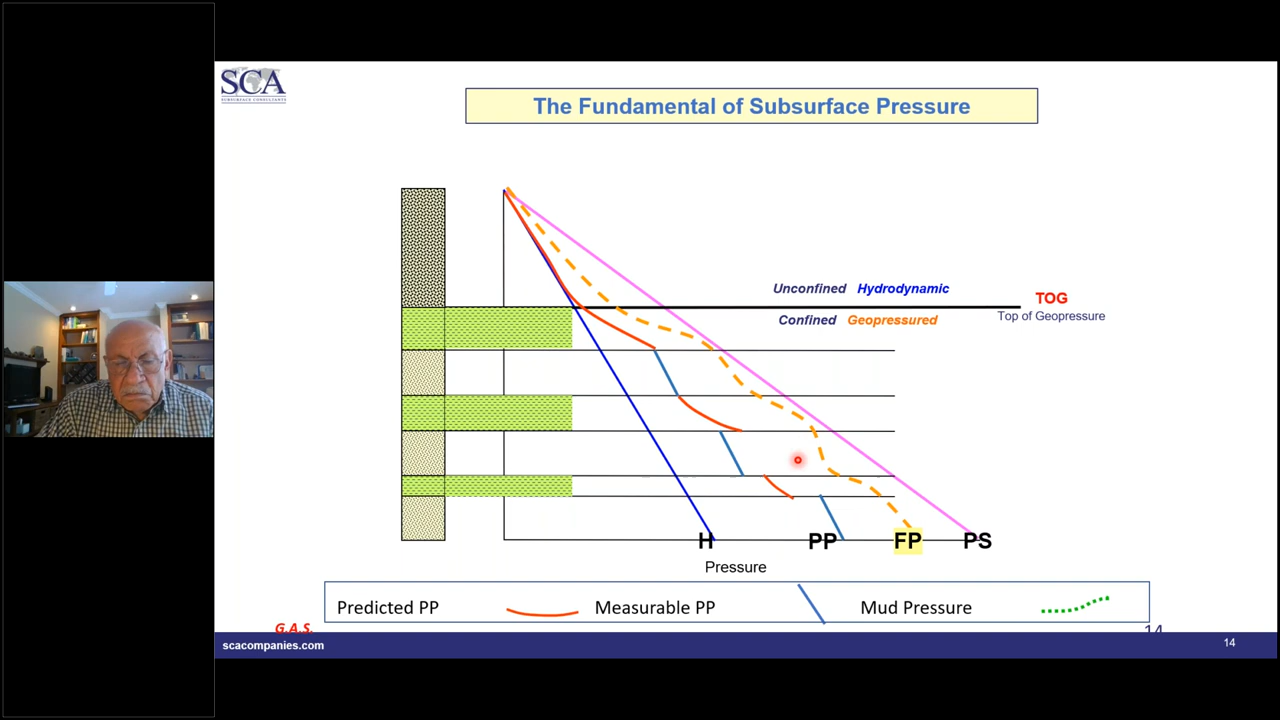 SCA
SUBSURFACE CONSULTANTS
The Fundamental of Subsurface Pressure
Unconfined Hydrodynamic
TOG
Confined Geopressured
Top of Geopressure
H PP FP PS
Pressure
Predicted PP Measurable PP Mud Pressure
G.A.S. 14
scacompanies.com 14